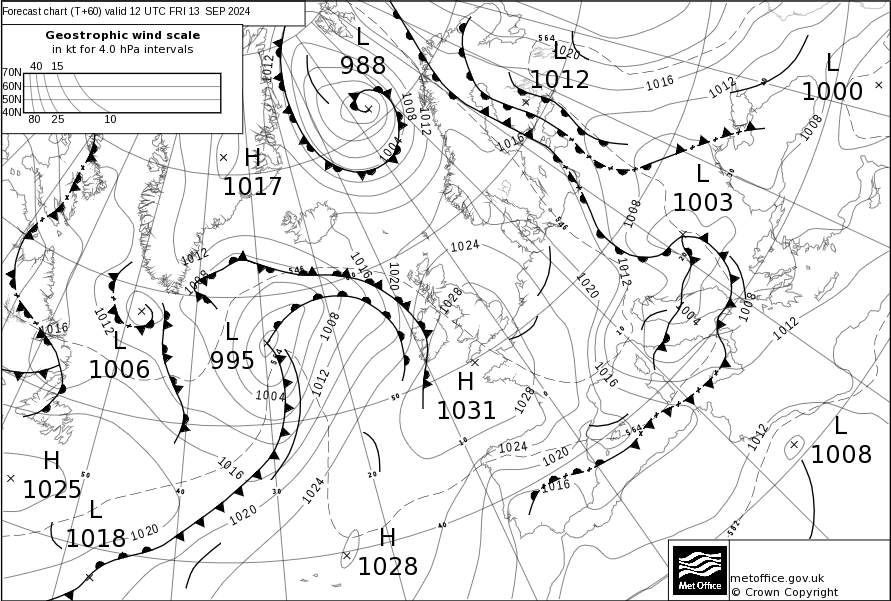 Forecast chart (T+60) valid 12 UTC FRI 13 SEP 2024
Geostrophic wind scale
in kt for 4.0 hPa intervals
40 15
70N
60N
50N
40N
80 25 10
L
988
L
1012
L
1000
H
1017
L
1003
L
1006
L
995
H
1031
L
1008
H
1025
L
1018
H
1028
564
1020
1016
1012
1012
1008
1012
1004
1016
1008
1008
1024
1012
1008
1016
1020
1028
1020
1012
1004
1008
1012
1016
1012
1008
1016
1004
1012
1028
1024
1020
1016
1012
1016
1024
1020
1020
546
564
564
582
50
40
30
20
10
0
10
50
40
Met Office
metoffice.gov.uk
© Crown Copyright